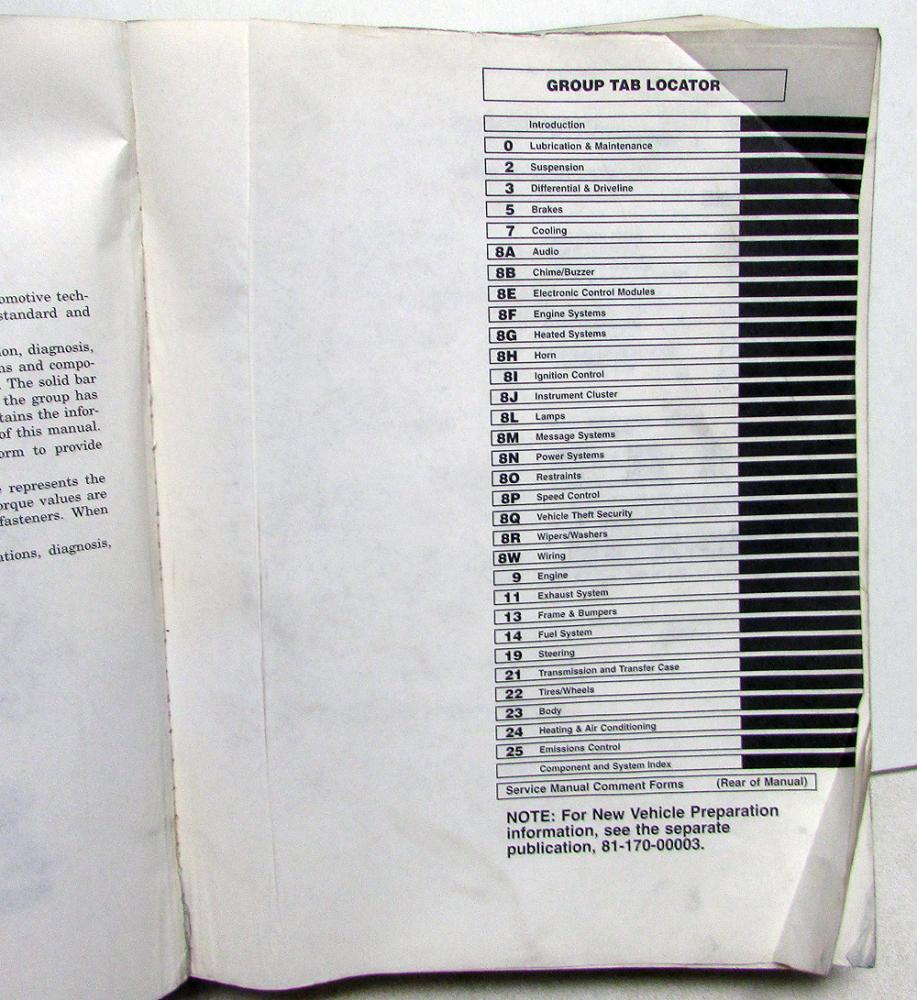 omotive tech-
standard and
on, diagnosis,
ns and compo-
. The solid bar
the group has
tains the infor-
of this manual.
orm to provide
represents the
orque values are
fasteners. When
ations, diagnosis,
GROUP TAB LOCATOR
Introduction
0 Lubrication & Maintenance
2 Suspension
3 Differential & Driveline
5 Brakes
7 Cooling
8A Audio
8B Chime/Buzzer
8E Electronic Control Modules
8F Engine Systems
8G Heated Systems
8H Horn
8I Ignition Control
8J Instrument Cluster
8L Lamps
8M Message Systems
8N Power Systems
8O Restraints
8P Speed Control
8Q Vehicle Theft Security
8R Wipers/Washers
8W Wiring
9 Engine
11 Exhaust System
13 Frame & Bumpers
14 Fuel System
19 Steering
21 Transmission and Transfer Case
22 Tires/Wheels
23 Body
24 Heating & Air Conditioning
25 Emissions Control
Component and System Index
Service Manual Comment Forms (Rear of Manual)
NOTE: For New Vehicle Preparation
information, see the separate
publication, 81-170-00003.